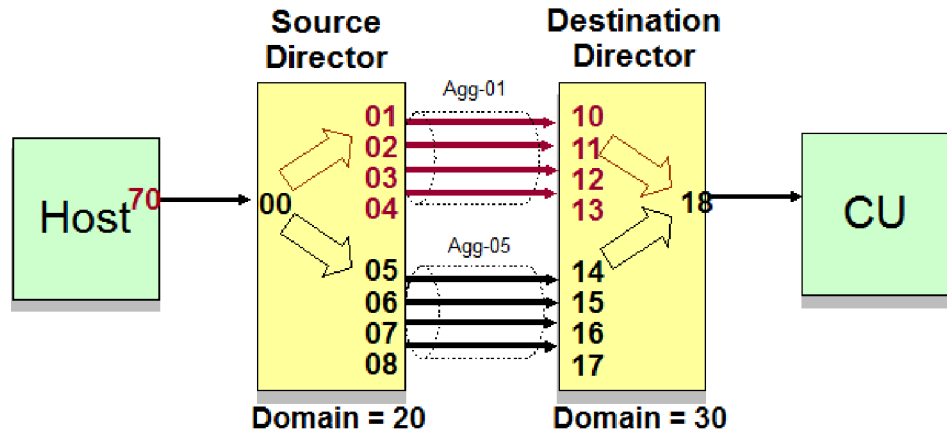 Source Director
Destination Director
Agg-01
01
02
03
04
10
11
12
13
Host
70
00
18
CU
Agg-05
05
06
07
08
14
15
16
17
Domain = 20
Domain = 30